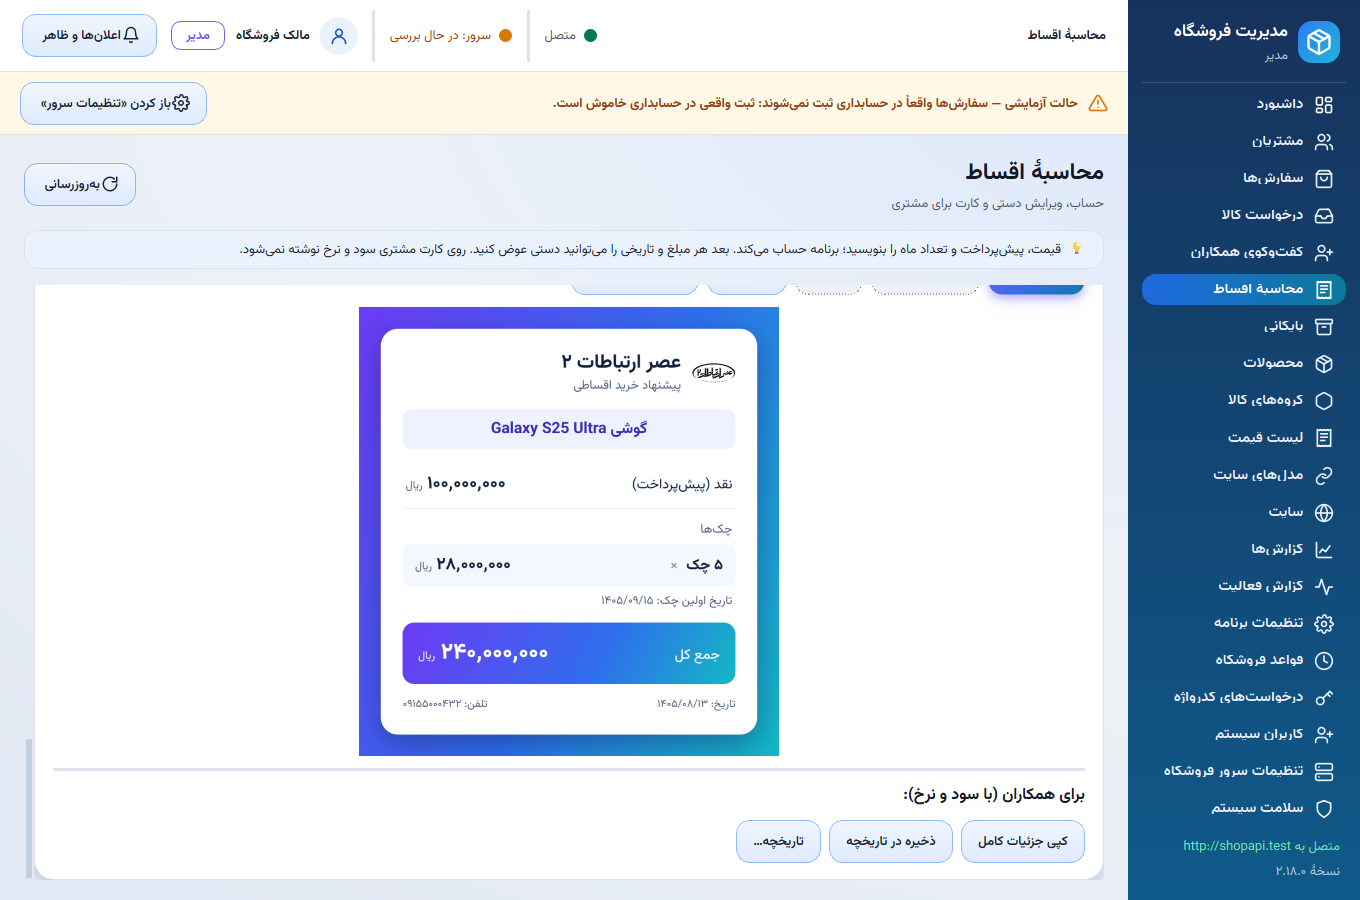 مدیریت فروشگاه
مدیر
داشبورد
مشتریان
سفارش‌ها
درخواست کالا
گفت‌وگوی همکاران
محاسبهٔ اقساط
بایگانی
محصولات
گروه‌های کالا
لیست قیمت
مدل‌های سایت
سایت
گزارش‌ها
گزارش فعالیت
تنظیمات برنامه
قواعد فروشگاه
درخواست‌های گذرواژه
کاربران سیستم
تنظیمات سرور فروشگاه
سلامت سیستم
متصل به http://shopapi.test
نسخهٔ ۲.۱۸.۰
محاسبهٔ اقساط
متصل
سرور: در حال بررسی
مالک فروشگاه
مدیر
اعلان‌ها و ظاهر
حالت آزمایشی – سفارش‌ها واقعاً در حسابداری ثبت نمی‌شوند: ثبت واقعی در حسابداری خاموش است.
باز کردن «تنظیمات سرور»
محاسبهٔ اقساط
حساب، ویرایش دستی و کارت برای مشتری
به‌روزرسانی
قیمت، پیش‌پرداخت و تعداد ماه را بنویسید؛ برنامه حساب می‌کند. بعد هر مبلغ و تاریخی را می‌توانید دستی عوض کنید. روی کارت مشتری سود و نرخ نوشته نمی‌شود.
عصر ارتباطات ۲
عصر ارتباطات ۲
پیشنهاد خرید اقساطی
گوشی Galaxy S25 Ultra
نقد (پیش‌پرداخت)
۱۰۰,۰۰۰,۰۰۰ ریال
چک‌ها
۵ چک × ۲۸,۰۰۰,۰۰۰ ریال
تاریخ اولین چک: ۱۴۰۵/۰۹/۱۵
جمع کل
۲۴۰,۰۰۰,۰۰۰ ریال
تاریخ: ۱۴۰۵/۰۸/۱۳
تلفن: ۰۹۱۵۵۰۰۰۴۳۲
برای همکاران (با سود و نرخ):
کپی جزئیات کامل
ذخیره در تاریخچه
تاریخچه...